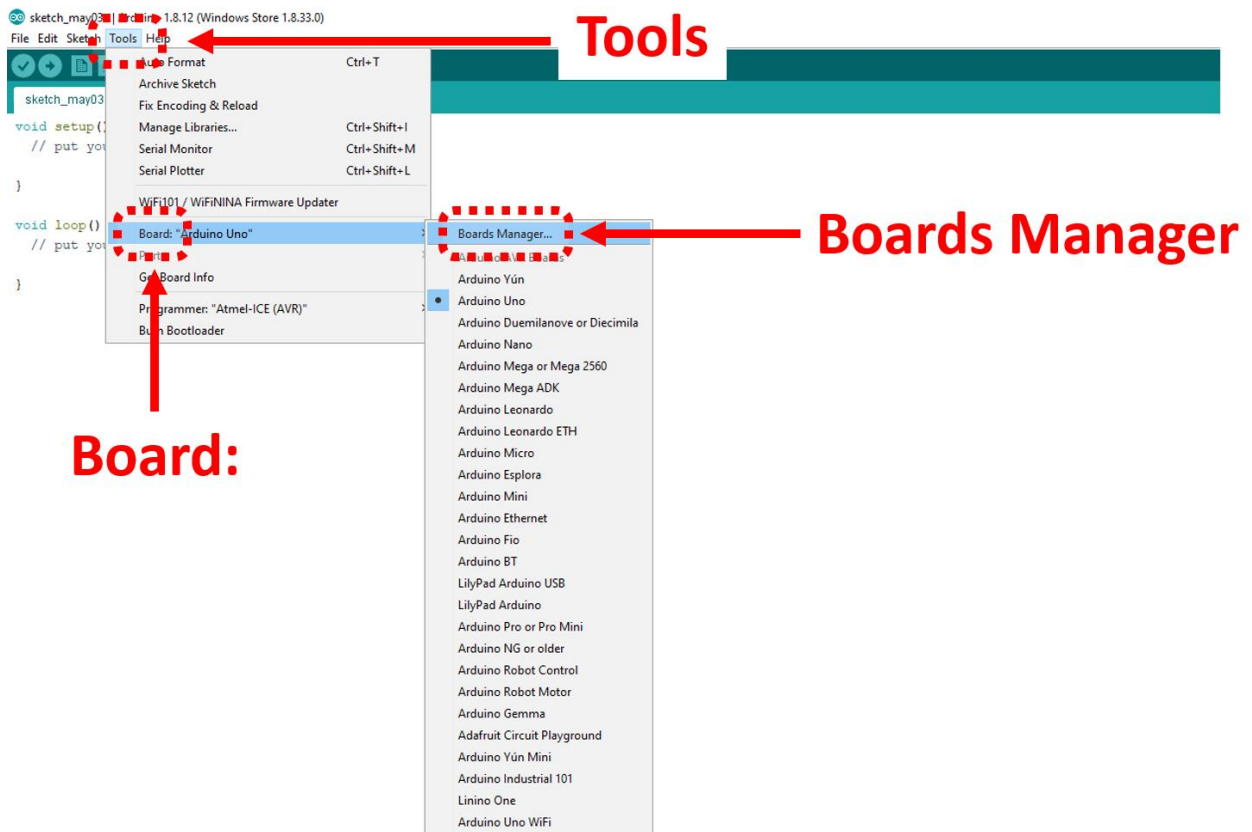 sketch_may03 | Arduino 1.8.12 (Windows Store 1.8.33.0)
File Edit Sketch Tools Help
Tools
Auto Format Ctrl+T
Archive Sketch
sketch_may03
Fix Encoding & Reload
void setup()
Manage Libraries... Ctrl+Shift+I
// put you
Serial Monitor Ctrl+Shift+M
Serial Plotter Ctrl+Shift+L
}
WiFi101 / WiFiNINA Firmware Updater
void loop()
Board: "Arduino Uno"
// put you
Port
}
Get Board Info
Programmer: "Atmel-ICE (AVR)"
Burn Bootloader
Boards Manager...
Boards Manager
Arduino AVR Boards
Arduino Yún
Arduino Uno
Arduino Duemilanove or Diecimila
Arduino Nano
Arduino Mega or Mega 2560
Arduino Mega ADK
Arduino Leonardo
Arduino Leonardo ETH
Arduino Micro
Arduino Esplora
Arduino Mini
Arduino Ethernet
Arduino Fio
Arduino BT
LilyPad Arduino USB
LilyPad Arduino
Arduino Pro or Pro Mini
Arduino NG or older
Arduino Robot Control
Arduino Robot Motor
Arduino Gemma
Adafruit Circuit Playground
Arduino Yún Mini
Arduino Industrial 101
Linino One
Arduino Uno WiFi
Board: